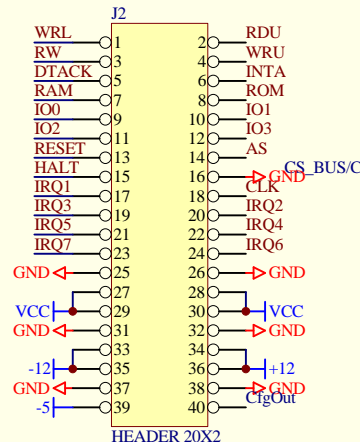 J2
WRL 1 2 RDU
RW 3 4 WRU
DTACK 5 6 INTA
RAM 7 8 ROM
IO0 9 10 IO1
IO2 11 12 IO3
RESET 13 14 AS
HALT 15 16 GND CS_BUS/C
IRQ1 17 18 CLK
IRQ3 19 20 IRQ2
IRQ5 21 22 IRQ4
IRQ7 23 24 IRQ6
GND 25 26 GND
27 28
VCC 29 30 VCC
GND 31 32 GND
33 34
-12 35 36 +12
GND 37 38 GND
-5 39 40 CfgOut
HEADER 20X2